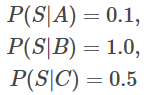 P(S|A) = 0.1,
P(S|B) = 1.0,
P(S|C) = 0.5